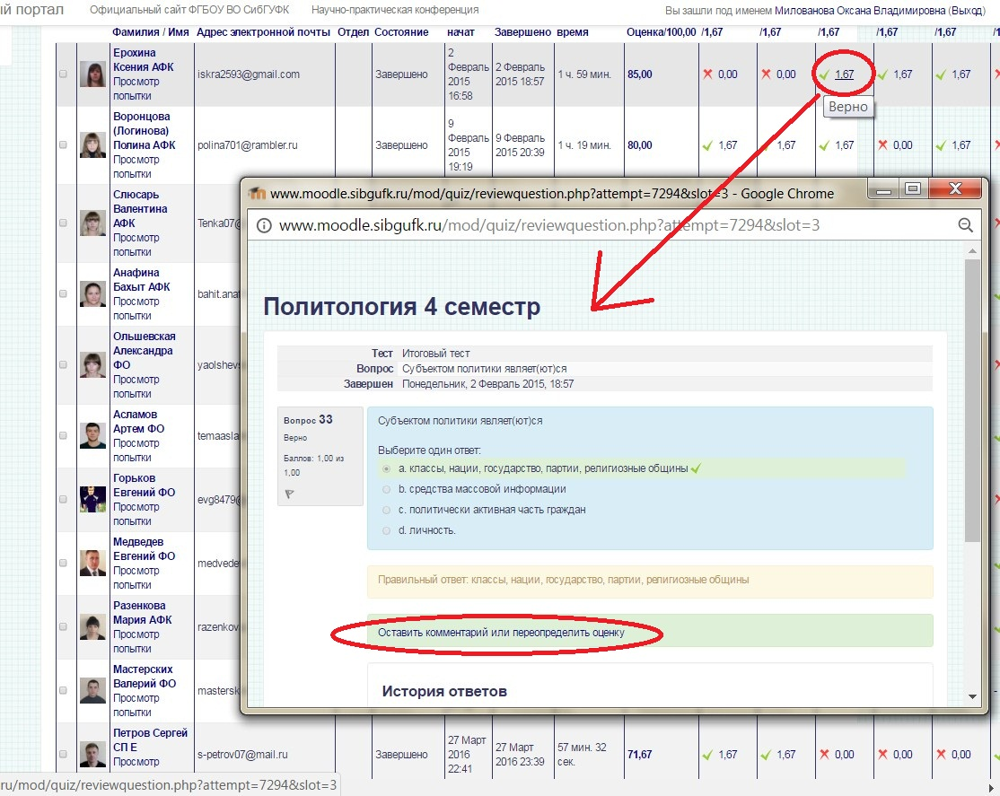 й портал Официальный сайт ФГБОУ ВО СибГУФК Научно-практическая конференция Вы зашли под именем Милованова Оксана Владимировна (Выход)
Фамилия / Имя Адрес электронной почты Отдел Состояние начат Завершено время Оценка/100,00 /1,67 /1,67 /1,67 /1,67 /1,67
Ерохина
Ксения АФК
Просмотр
попытки
iskra2593@gmail.com
Завершено
2
Февраль
2015
16:58
2 Февраль
2015 18:57
1 ч. 59 мин.
85,00
0,00 0,00 1,67 1,67 1,67
Верно
Воронцова
(Логинова)
Полина АФК
Просмотр
попытки
polina701@rambler.ru
Завершено
9
Февраль
2015
19:19
9 Февраль
2015 20:39
1 ч. 19 мин.
80,00
1,67 1,67 1,67 0,00 1,67
Слюсарь
Валентина
АФК
Просмотр
попытки
Tenka07@
Анафина
Бахыт АФК
Просмотр
попытки
bahit.ana
Ольшевская
Александра
ФО
Просмотр
попытки
yaolshev
Асламов
Артем ФО
Просмотр
попытки
temaasla
Горьков
Евгений ФО
Просмотр
попытки
evg8479@
Медведев
Евгений ФО
Просмотр
попытки
medvede
Разенкова
Мария АФК
Просмотр
попытки
razenkov
Мастерских
Валерий ФО
Просмотр
попытки
mastersk
Петров Сергей
СП Е
Просмотр
s-petrov07@mail.ru
Завершено
27 Март
2016
22:41
27 Март
2016 23:39
57 мин. 32
сек.
71,67
1,67 1,67 0,00 0,00 0,00
www.moodle.sibgufk.ru/mod/quiz/reviewquestion.php?attempt=7294&slot=3 - Google Chrome
www.moodle.sibgufk.ru/mod/quiz/reviewquestion.php?attempt=7294&slot=3
Политология 4 семестр
Тест Итоговый тест
Вопрос Субъектом политики являет(ют)ся
Завершен Понедельник, 2 Февраль 2015, 18:57
Вопрос 33
Верно
Баллов: 1,00 из
1,00
Субъектом политики являет(ют)ся
Выберите один ответ:
a. классы, нации, государство, партии, религиозные общины
b. средства массовой информации
c. политически активная часть граждан
d. личность.
Правильный ответ: классы, нации, государство, партии, религиозные общины
Оставить комментарий или переопределить оценку
История ответов
ru/mod/quiz/reviewquestion.php?attempt=7294&slot=3